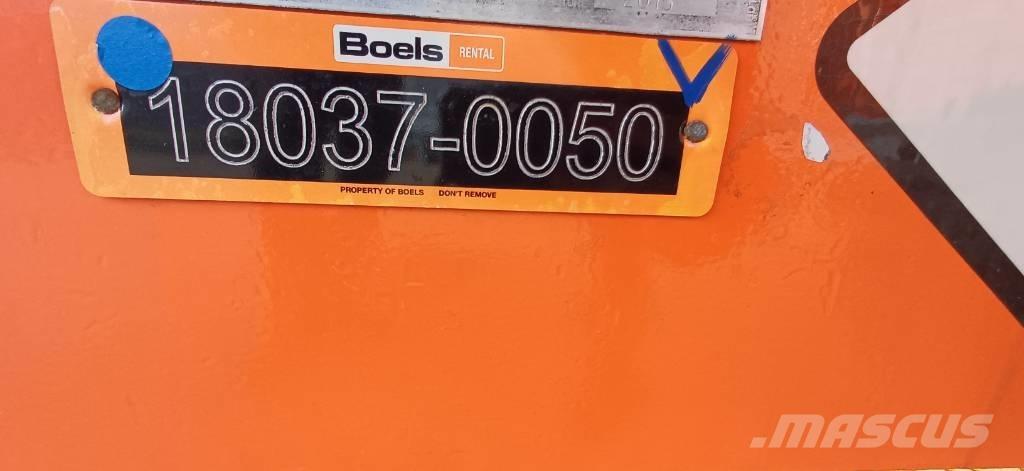 Boels RENTAL
18037-0050
PROPERTY OF BOELS DON'T REMOVE
.MASCUS